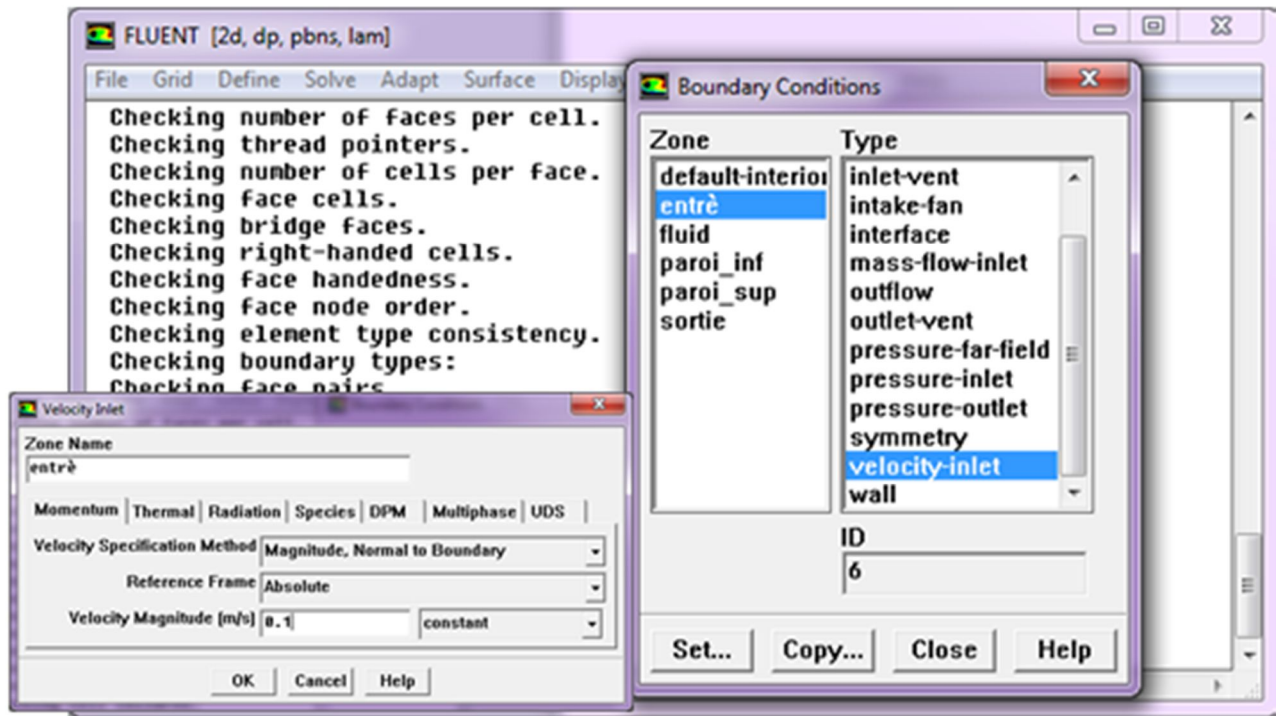 FLUENT [2d, dp, pbns, lam]
File Grid Define Solve Adapt Surface Display
Checking number of faces per cell.
Checking thread pointers.
Checking number of cells per face.
Checking face cells.
Checking bridge faces.
Checking right-handed cells.
Checking face handedness.
Checking face node order.
Checking element type consistency.
Checking boundary types:
Checking face pairs
Boundary Conditions
Zone
default-interior
entrè
fluid
paroi_inf
paroi_sup
sortie
Type
inlet-vent
intake-fan
interface
mass-flow-inlet
outflow
outlet-vent
pressure-far-field
pressure-inlet
pressure-outlet
symmetry
velocity-inlet
wall
ID
6
Set... Copy... Close Help
Velocity Inlet
Zone Name
entrè
Momentum Thermal Radiation Species DPM Multiphase UDS
Velocity Specification Method Magnitude, Normal to Boundary
Reference Frame Absolute
Velocity Magnitude (m/s) 0.1 constant
OK Cancel Help